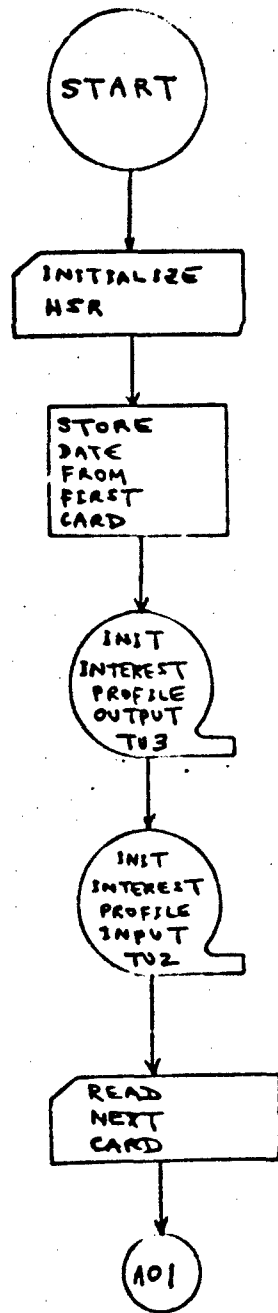 START
INITIALIZE
HSR
STORE
DATE
FROM
FIRST
CARD
INIT
INTEREST
PROFILE
OUTPUT
TU3
INIT
INTEREST
PROFILE
INPUT
TU2
READ
NEXT
CARD
A01